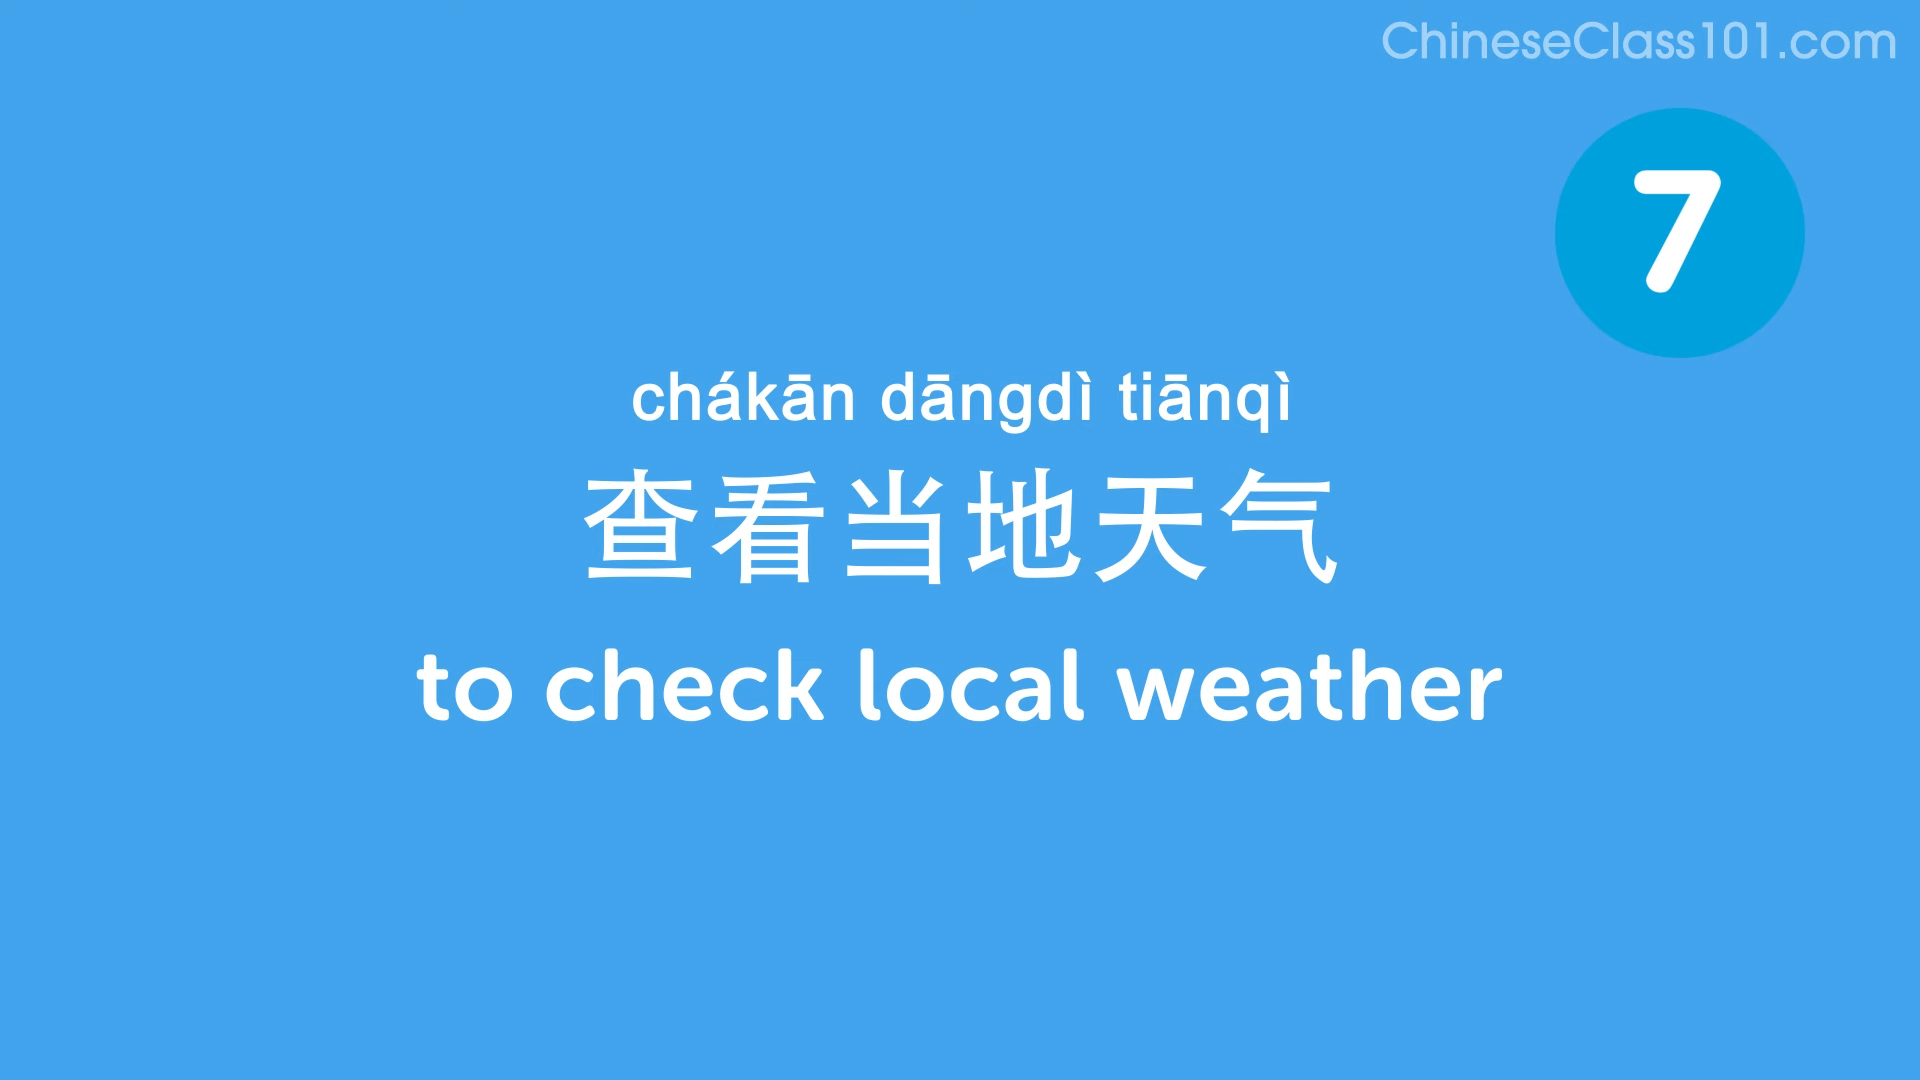 ChineseClass101.com
7
chákān dāngdì tiānqì
查看当地天气
to check local weather